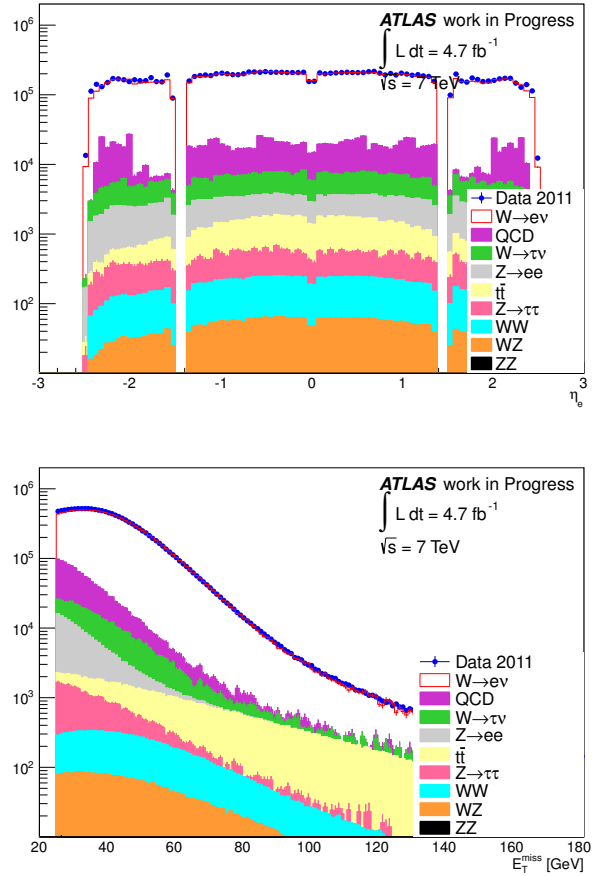 10^6
10^5
10^4
10^3
10^2
ATLAS work in Progress
∫ L dt = 4.7 fb^-1
√s = 7 TeV
Data 2011
W→eν
QCD
W→τν
Z→ee
tt̄
Z→ττ
WW
WZ
ZZ
-3 -2 -1 0 1 2 3
η_e
10^6
10^5
10^4
10^3
10^2
ATLAS work in Progress
∫ L dt = 4.7 fb^-1
√s = 7 TeV
Data 2011
W→eν
QCD
W→τν
Z→ee
tt̄
Z→ττ
WW
WZ
ZZ
20 40 60 80 100 120 140 160 180
E_T^miss [GeV]